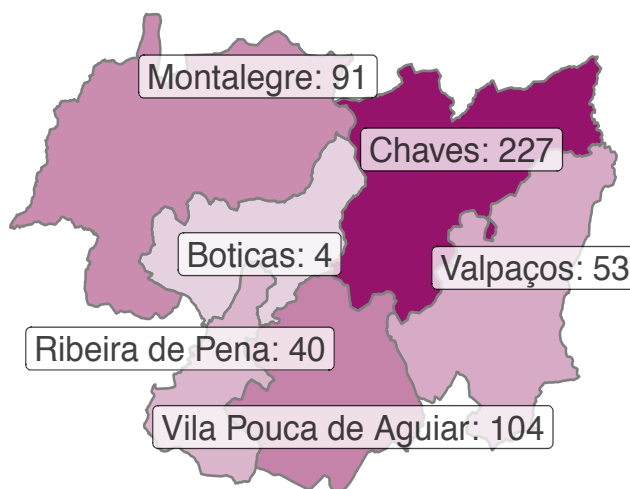 Montalegre: 91
Chaves: 227
Boticas: 4
Valpaços: 53
Ribeira de Pena: 40
Vila Pouca de Aguiar: 104